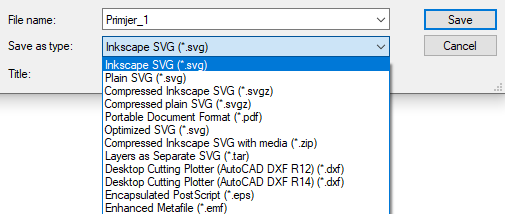 File name: Primjer_1 Save
Save as type: Inkscape SVG (*.svg) Cancel
Inkscape SVG (*.svg)
Title: Plain SVG (*.svg)
Compressed Inkscape SVG (*.svgz)
Compressed plain SVG (*.svgz)
Portable Document Format (*.pdf)
Optimized SVG (*.svg)
Compressed Inkscape SVG with media (*.zip)
Layers as Separate SVG (*.tar)
Desktop Cutting Plotter (AutoCAD DXF R12) (*.dxf)
Desktop Cutting Plotter (AutoCAD DXF R14) (*.dxf)
Encapsulated PostScript (*.eps)
Enhanced Metafile (*.emf)